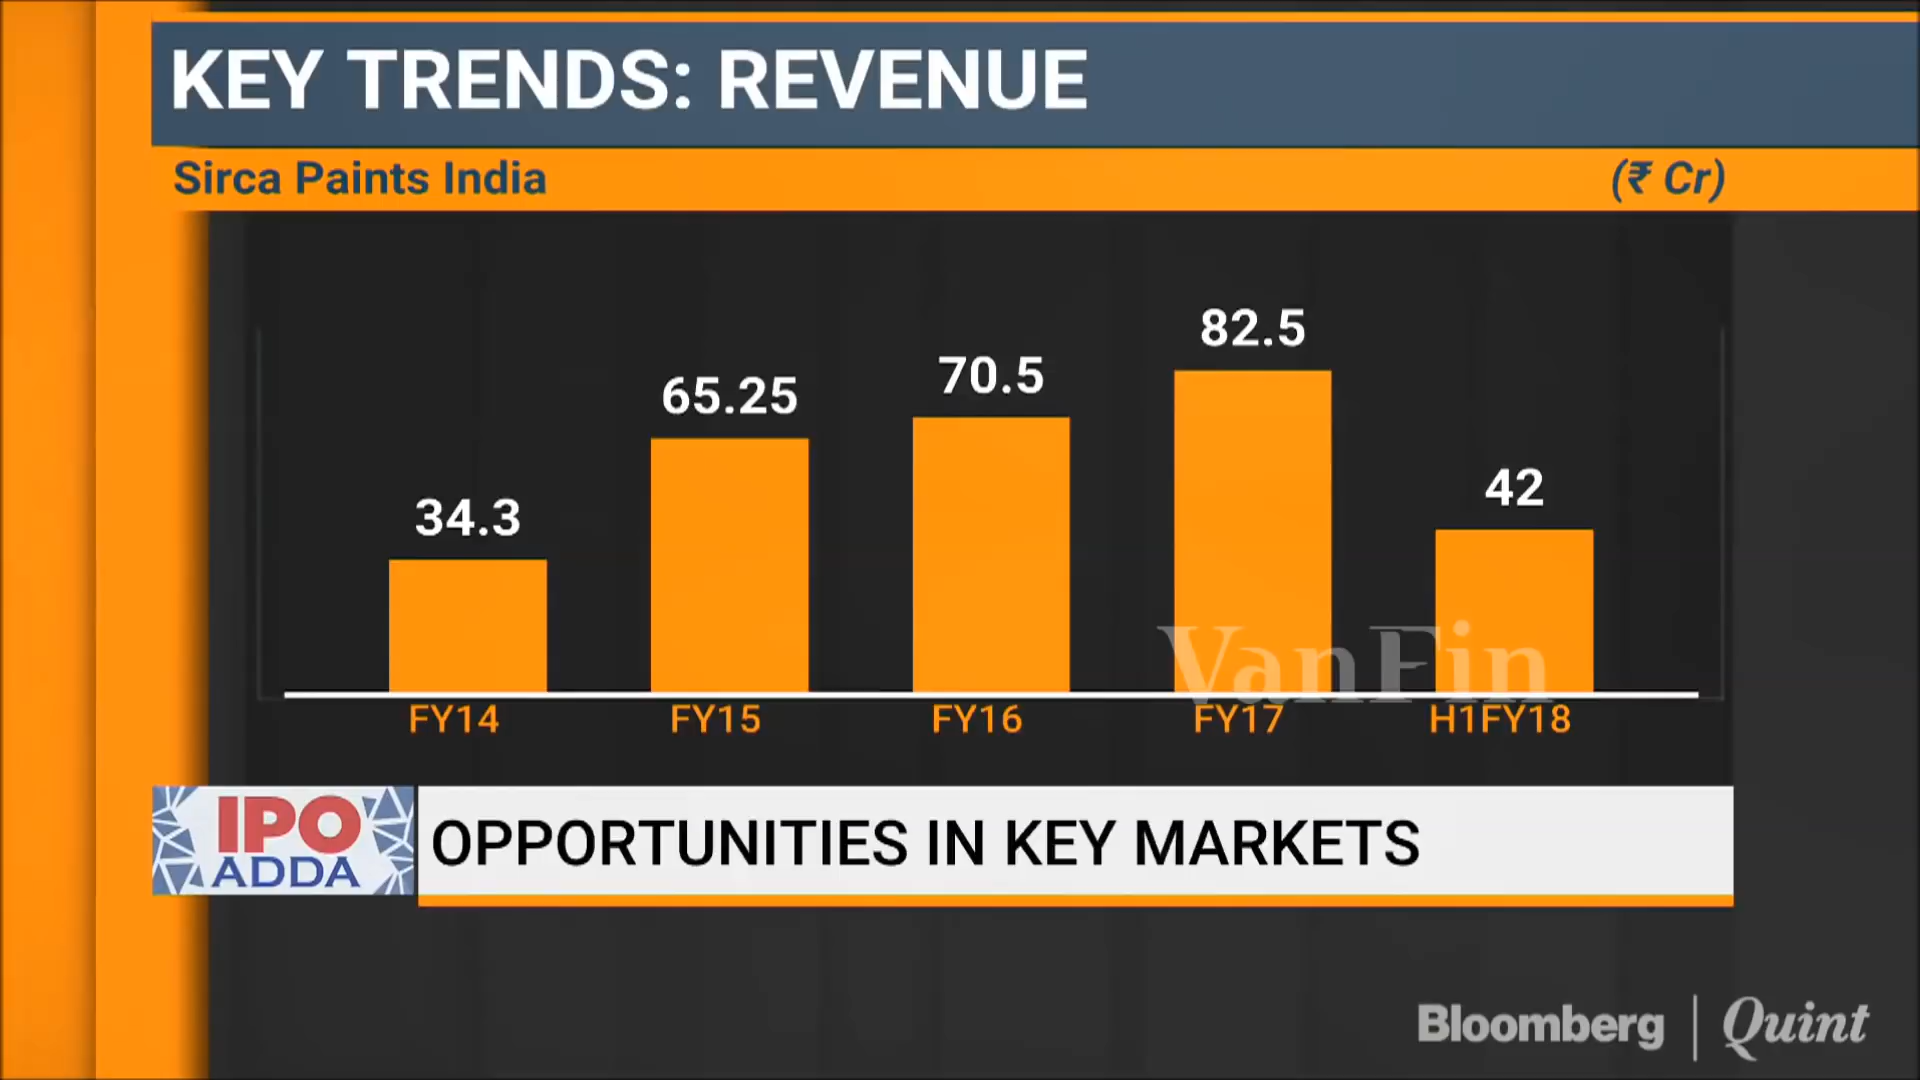 KEY TRENDS: REVENUE
Sirca Paints India
(₹ Cr)
34.3
65.25
70.5
82.5
42
VanFin
FY14
FY15
FY16
FY17
H1FY18
IPO
ADDA
OPPORTUNITIES IN KEY MARKETS
Bloomberg | Quint